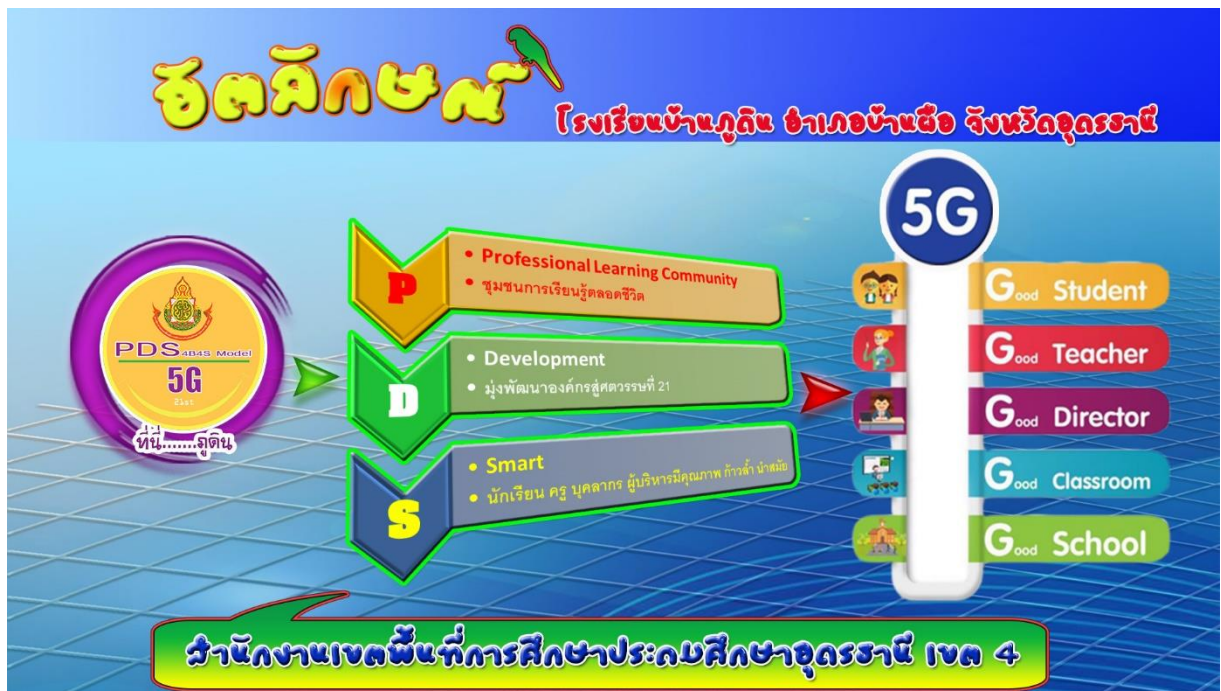 อัตลักษณ์
โรงเรียนบ้านภูดิน อำเภอบ้านผือ จังหวัดอุดรธานี
PDS 4B4S Model
5G
21st
ที่นี่.......ภูดิน
P
• Professional Learning Community
• ชุมชนการเรียนรู้ตลอดชีวิต
D
• Development
• มุ่งพัฒนาองค์กรสู่ศตวรรษที่ 21
S
• Smart
• นักเรียน ครู บุคลากร ผู้บริหารมีคุณภาพ ก้าวล้ำ นำสมัย
5G
Good Student
Good Teacher
Good Director
Good Classroom
Good School
สำนักงานเขตพื้นที่การศึกษาประถมศึกษาอุดรธานี เขต 4